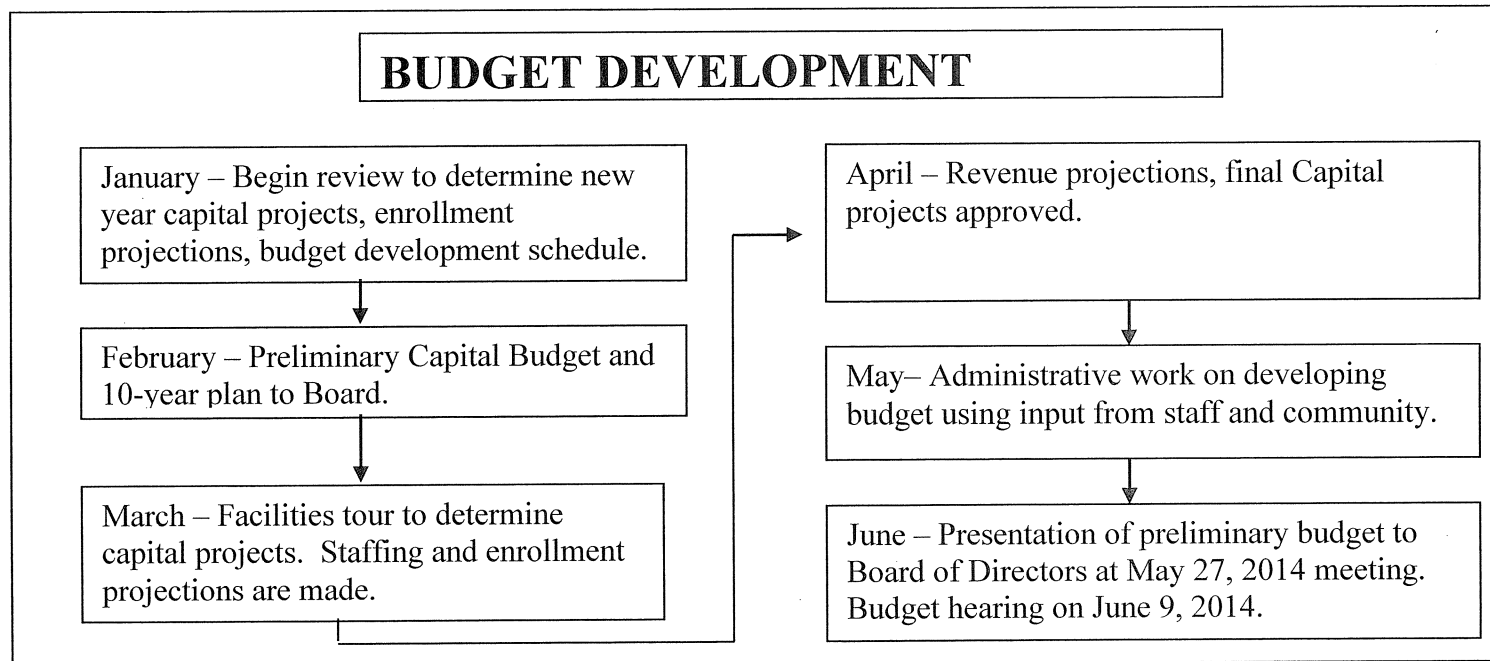 BUDGET DEVELOPMENT
January – Begin review to determine new
year capital projects, enrollment
projections, budget development schedule.
February – Preliminary Capital Budget and
10-year plan to Board.
March – Facilities tour to determine
capital projects.  Staffing and enrollment
projections are made.
April – Revenue projections, final Capital
projects approved.
May– Administrative work on developing
budget using input from staff and community.
June – Presentation of preliminary budget to
Board of Directors at May 27, 2014 meeting.
Budget hearing on June 9, 2014.